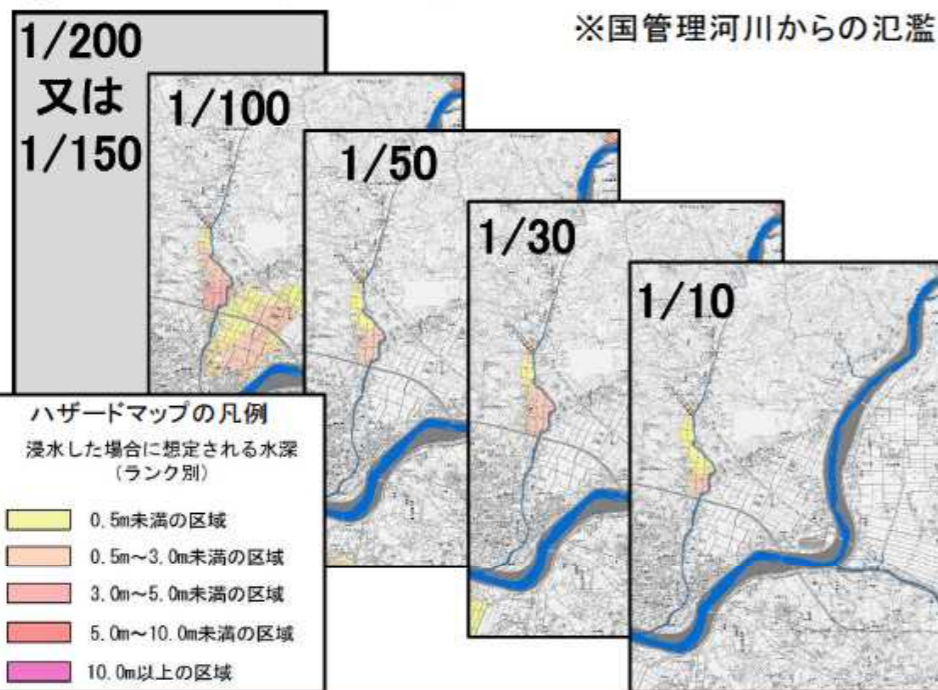 ※国管理河川からの氾濫
1/200
又は
1/150
1/100
1/50
1/30
1/10
ハザードマップの凡例
浸水した場合に想定される水深
(ランク別)
0.5m未満の区域
0.5m～3.0m未満の区域
3.0m～5.0m未満の区域
5.0m～10.0m未満の区域
10.0m以上の区域